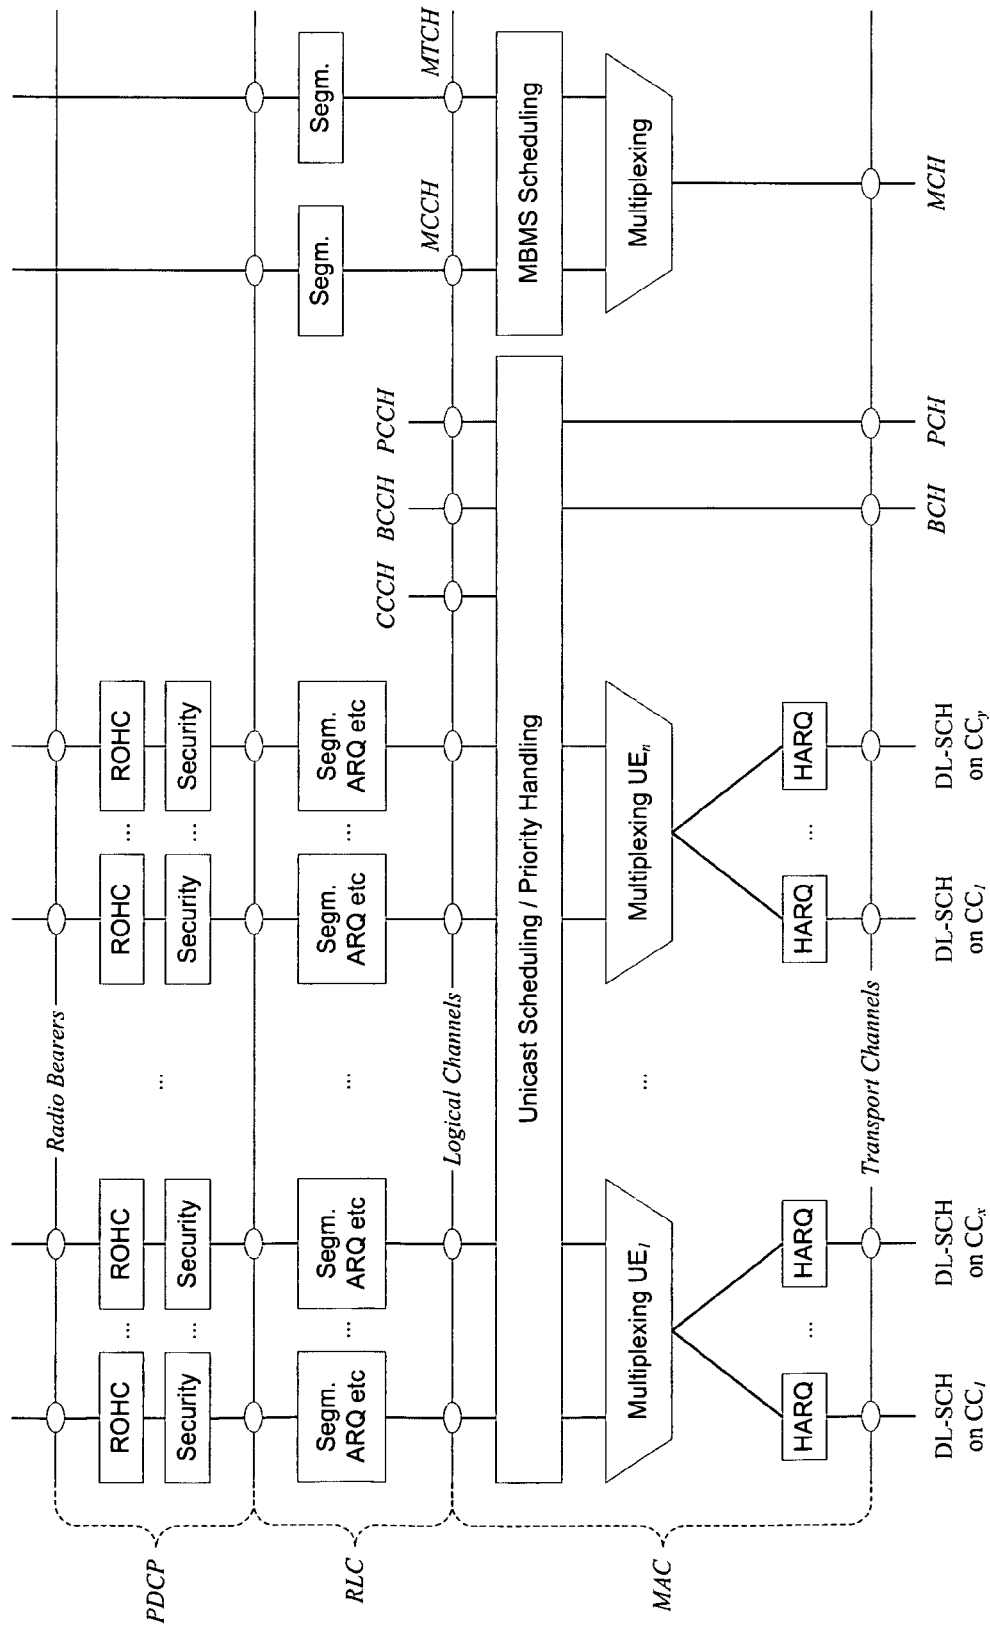 Radio Bearers
ROHC ... ROHC ROHC ... ROHC
PDCP
...
Security ... Security Security ... Security
Segm. Segm. Segm. Segm. Segm. Segm.
ARQ etc ... ARQ etc ... ARQ etc ... ARQ etc
RLC
CCCH BCCH PCCH MCCH MTCH
Logical Channels
Unicast Scheduling / Priority Handling MBMS Scheduling
Multiplexing UE1 ... Multiplexing UEn Multiplexing
MAC
HARQ ... HARQ HARQ ... HARQ
Transport Channels
DL-SCH DL-SCH DL-SCH DL-SCH BCH PCH MCH
on CC1 on CCx on CC1 on CCy